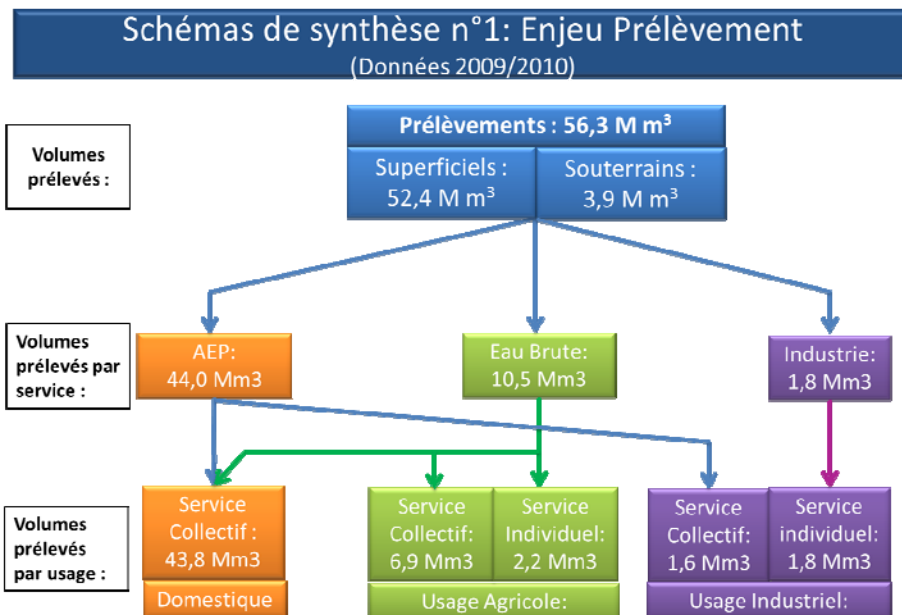 Schémas de synthèse n°1: Enjeu Prélèvement
(Données 2009/2010)
Volumes
prélevés :
Prélèvements : 56,3 M m³
Superficiels :
52,4 M m³
Souterrains :
3,9 M m³
Volumes
prélevés par
service :
AEP:
44,0 Mm3
Eau Brute:
10,5 Mm3
Industrie:
1,8 Mm3
Volumes
prélevés
par usage :
Service
Collectif :
43,8 Mm3
Domestique
Service
Collectif:
6,9 Mm3
Service
Individuel:
2,2 Mm3
Usage Agricole:
Service
Collectif:
1,6 Mm3
Service
individuel:
1,8 Mm3
Usage Industriel: